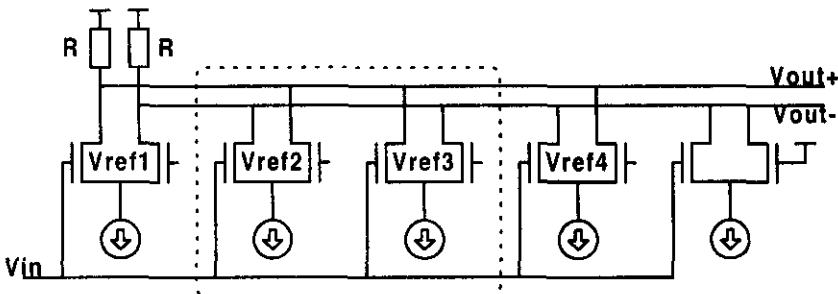 R R
Vout+
Vout-
Vref1 Vref2 Vref3 Vref4
Vin